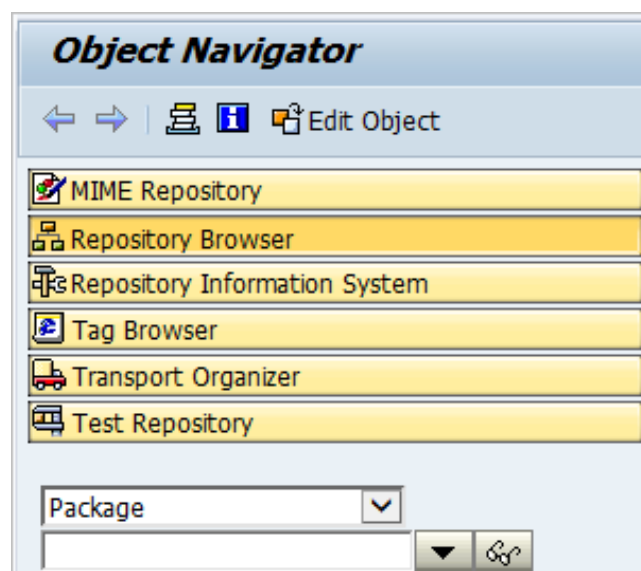 Object Navigator
Edit Object
MIME Repository
Repository Browser
Repository Information System
Tag Browser
Transport Organizer
Test Repository
Package